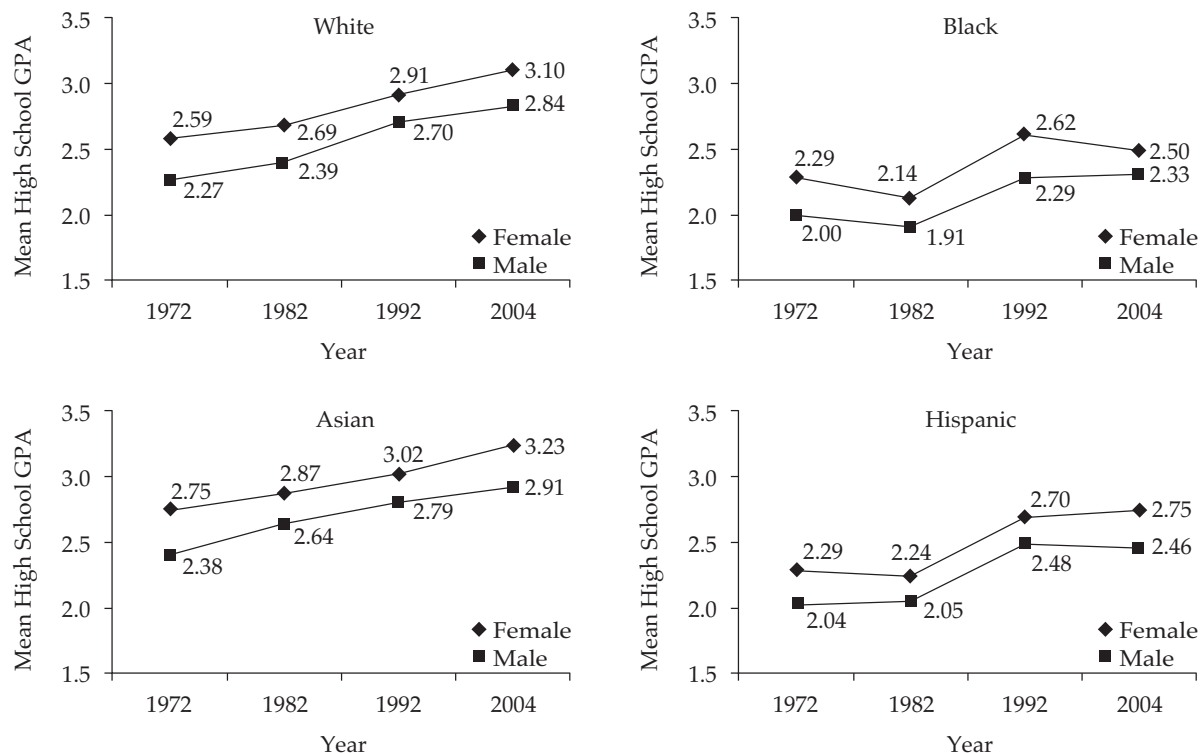 White
Mean High School GPA
3.5
3.0
2.5
2.0
1.5
2.59
2.69
2.91
3.10
2.27
2.39
2.70
2.84
Female
Male
1972 1982 1992 2004
Year
Black
Mean High School GPA
3.5
3.0
2.5
2.0
1.5
2.29
2.14
2.62
2.50
2.00
1.91
2.29
2.33
Female
Male
1972 1982 1992 2004
Year
Asian
Mean High School GPA
3.5
3.0
2.5
2.0
1.5
2.75
2.87
3.02
3.23
2.38
2.64
2.79
2.91
Female
Male
1972 1982 1992 2004
Year
Hispanic
Mean High School GPA
3.5
3.0
2.5
2.0
1.5
2.29
2.24
2.70
2.75
2.04
2.05
2.48
2.46
Female
Male
1972 1982 1992 2004
Year